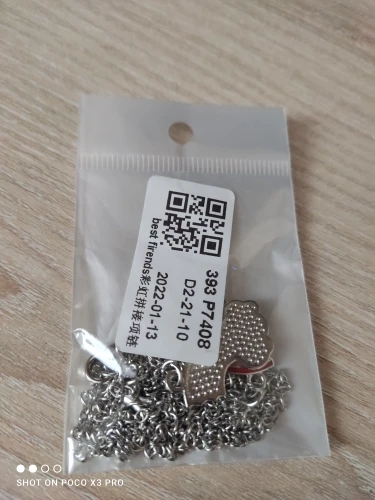 393 P7408
D2-21-10
2022-01-13
best firends彩虹拼接项链
SHOT ON POCO X3 PRO